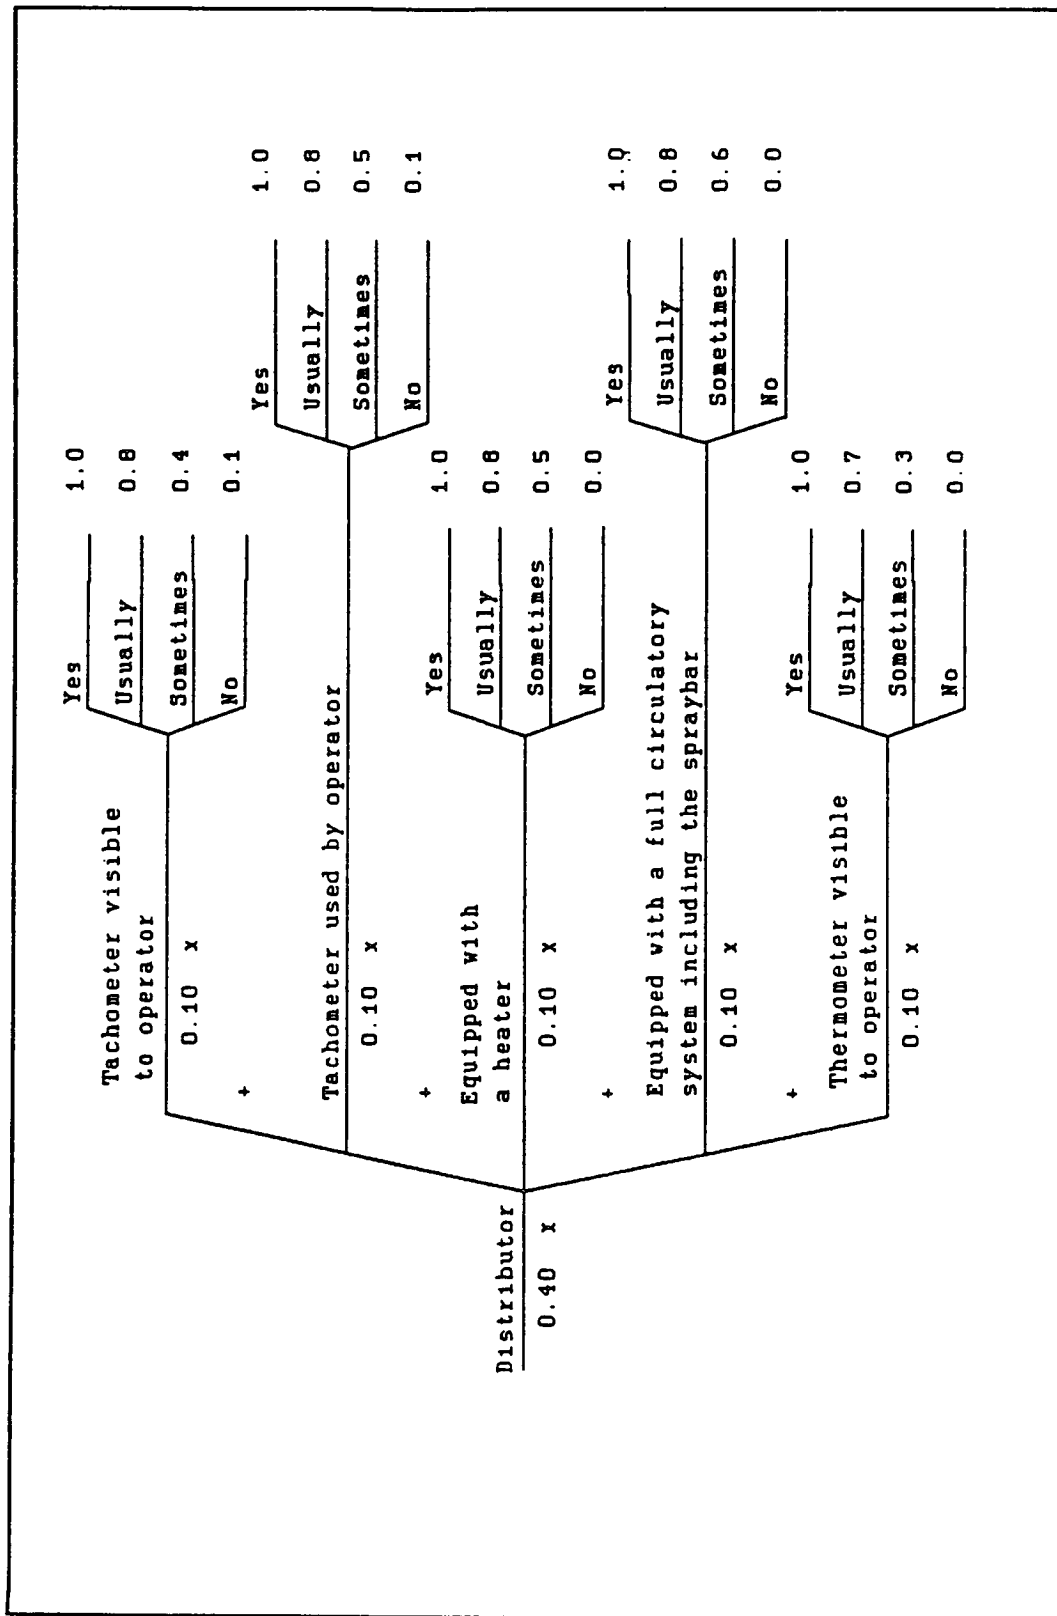 Distributor
0.40 x
Tachometer visible
to operator
0.10 x
Yes 1.0
Usually 0.8
Sometimes 0.4
No 0.1
+
Tachometer used by operator
0.10 x
Yes 1.0
Usually 0.8
Sometimes 0.5
No 0.1
+
Equipped with
a heater
0.10 x
Yes 1.0
Usually 0.8
Sometimes 0.5
No 0.0
+
Equipped with a full circulatory
system including the spraybar
0.10 x
Yes 1.0
Usually 0.8
Sometimes 0.6
No 0.0
+
Thermometer visible
to operator
0.10 x
Yes 1.0
Usually 0.7
Sometimes 0.3
No 0.0